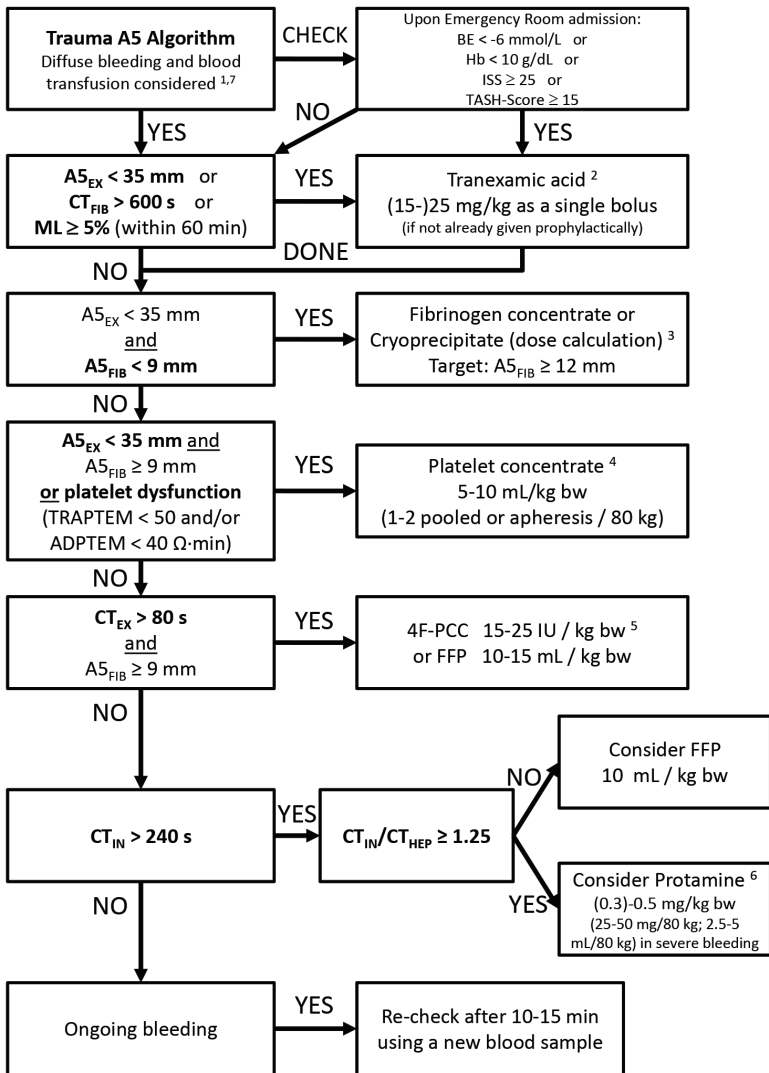 Trauma A5 Algorithm
Diffuse bleeding and blood
transfusion considered 1,7
CHECK
Upon Emergency Room admission:
BE < -6 mmol/L or
Hb < 10 g/dL or
ISS ≥ 25 or
TASH-Score ≥ 15
NO
YES
YES
A5EX < 35 mm or
CTFIB > 600 s or
ML ≥ 5% (within 60 min)
YES
Tranexamic acid 2
(15-)25 mg/kg as a single bolus
(if not already given prophylactically)
DONE
NO
A5EX < 35 mm
and
A5FIB < 9 mm
YES
Fibrinogen concentrate or
Cryoprecipitate (dose calculation) 3
Target: A5FIB ≥ 12 mm
NO
A5EX < 35 mm and
A5FIB ≥ 9 mm
or platelet dysfunction
(TRAPTEM < 50 and/or
ADPTEM < 40 Ω·min)
YES
Platelet concentrate 4
5-10 mL/kg bw
(1-2 pooled or apheresis / 80 kg)
NO
CTEX > 80 s
and
A5FIB ≥ 9 mm
YES
4F-PCC 15-25 IU / kg bw 5
or FFP 10-15 mL / kg bw
NO
CTIN > 240 s
YES
CTIN/CTHEP ≥ 1.25
NO
Consider FFP
10 mL / kg bw
YES
Consider Protamine 6
(0.3)-0.5 mg/kg bw
(25-50 mg/80 kg; 2.5-5
mL/80 kg) in severe bleeding
NO
Ongoing bleeding
YES
Re-check after 10-15 min
using a new blood sample